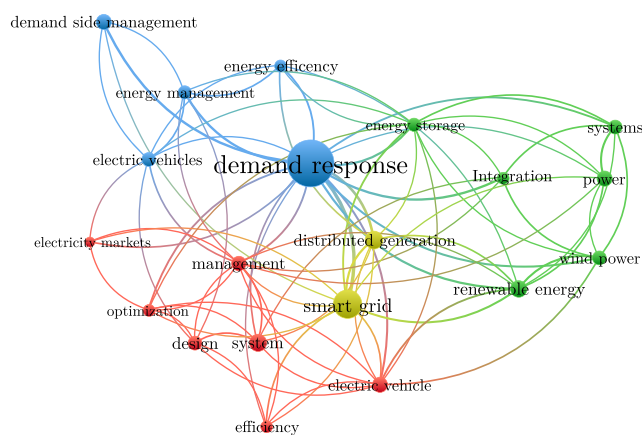 demand side management
energy efficency
energy management
energy storage
systems
electric vehicles
demand response
Integration
power
electricity markets
distributed generation
management
wind power
renewable energy
smart grid
optimization
design
system
electric vehicle
efficiency